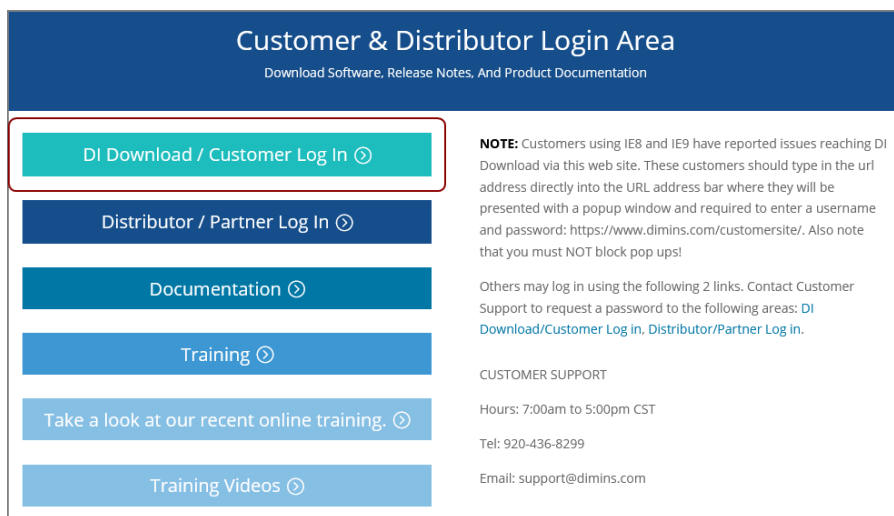 Customer & Distributor Login Area
Download Software, Release Notes, And Product Documentation
DI Download / Customer Log In
Distributor / Partner Log In
Documentation
Training
Take a look at our recent online training.
Training Videos
NOTE: Customers using IE8 and IE9 have reported issues reaching DI
Download via this web site. These customers should type in the url
address directly into the URL address bar where they will be
presented with a popup window and required to enter a username
and password: https://www.dimins.com/customersite/. Also note
that you must NOT block pop ups!
Others may log in using the following 2 links. Contact Customer
Support to request a password to the following areas: DI
Download/Customer Log in, Distributor/Partner Log in.
CUSTOMER SUPPORT
Hours: 7:00am to 5:00pm CST
Tel: 920-436-8299
Email: support@dimins.com